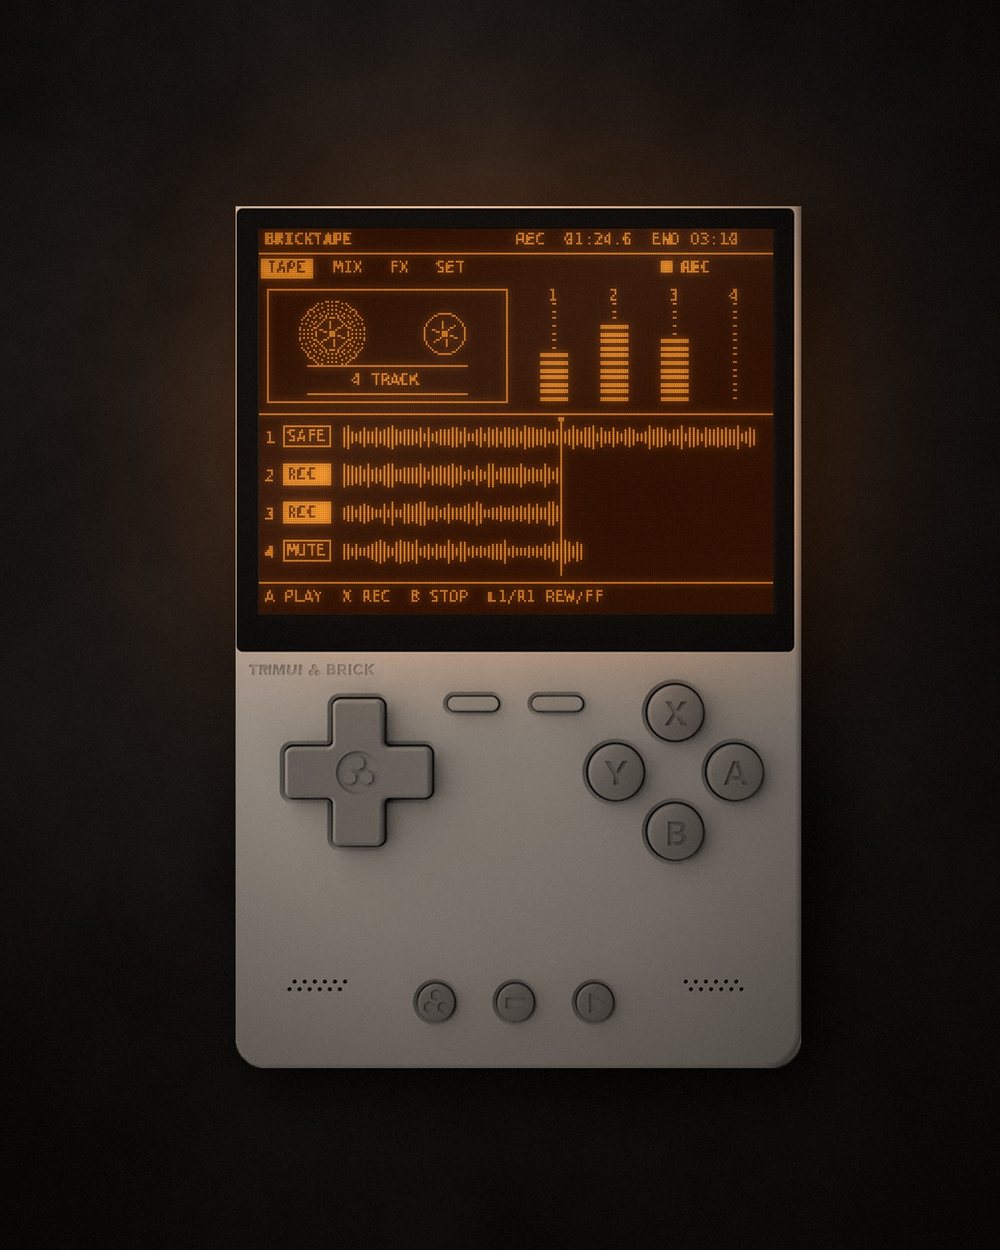 BRICKTAPE REC 01:24.6 END 03:10
TAPE MIX FX SET REC
1 2 3 4
4 TRACK
1 SAFE
2 REC
3 REC
4 MUTE
A PLAY X REC B STOP L1/R1 REW/FF
TRIMUI & BRICK
X
Y A
B